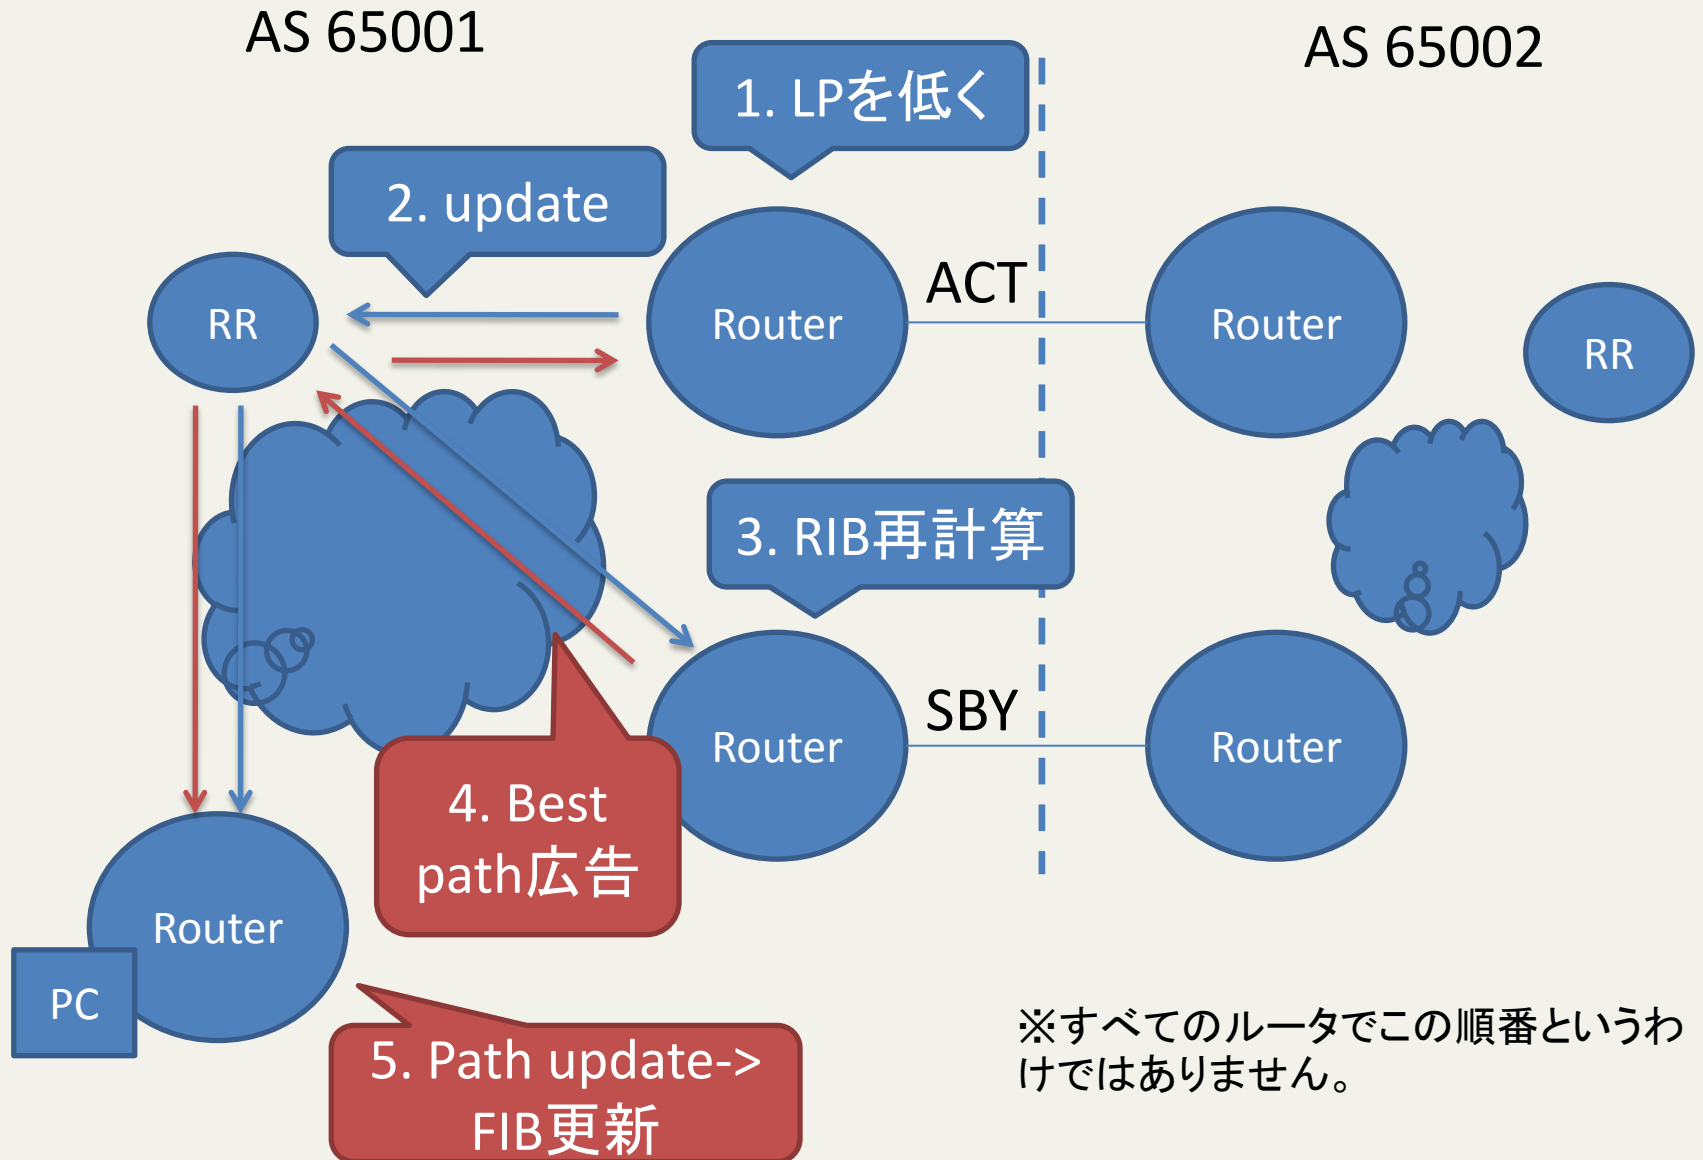 AS 65001
AS 65002
1. LPを低く
2. update
RR
Router
ACT
Router
RR
3. RIB再計算
Router
SBY
Router
4. Best
path広告
Router
PC
5. Path update->
FIB更新
※すべてのルータでこの順番というわ
けではありません。